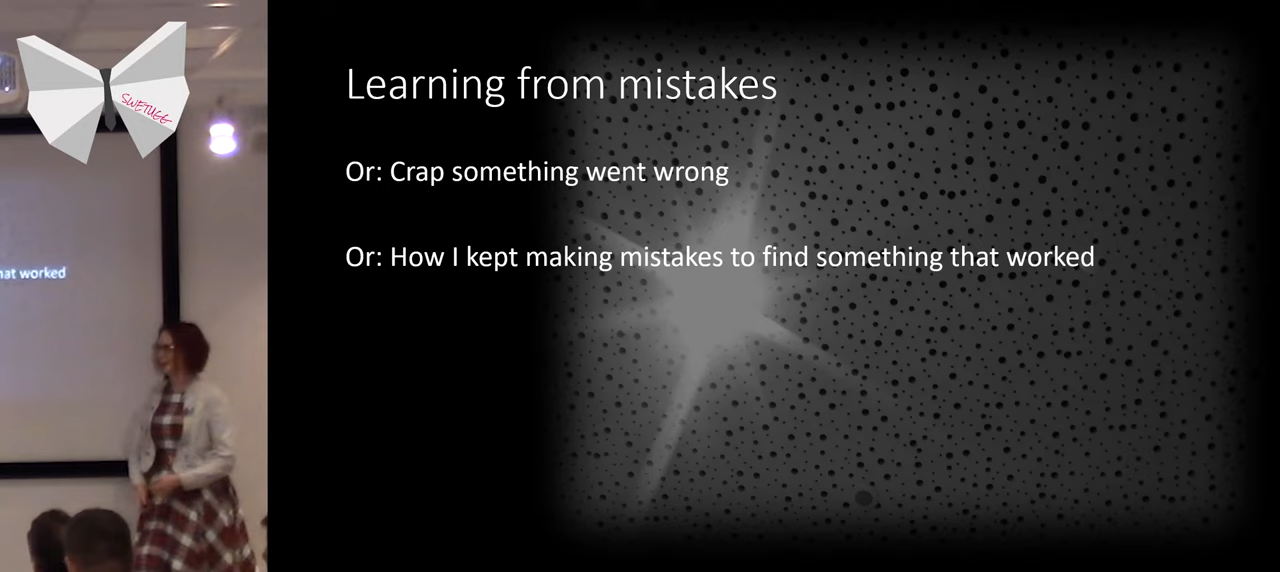 SWETUGG
Learning from mistakes
Or: Crap something went wrong
Or: How I kept making mistakes to find something that worked
hat worked